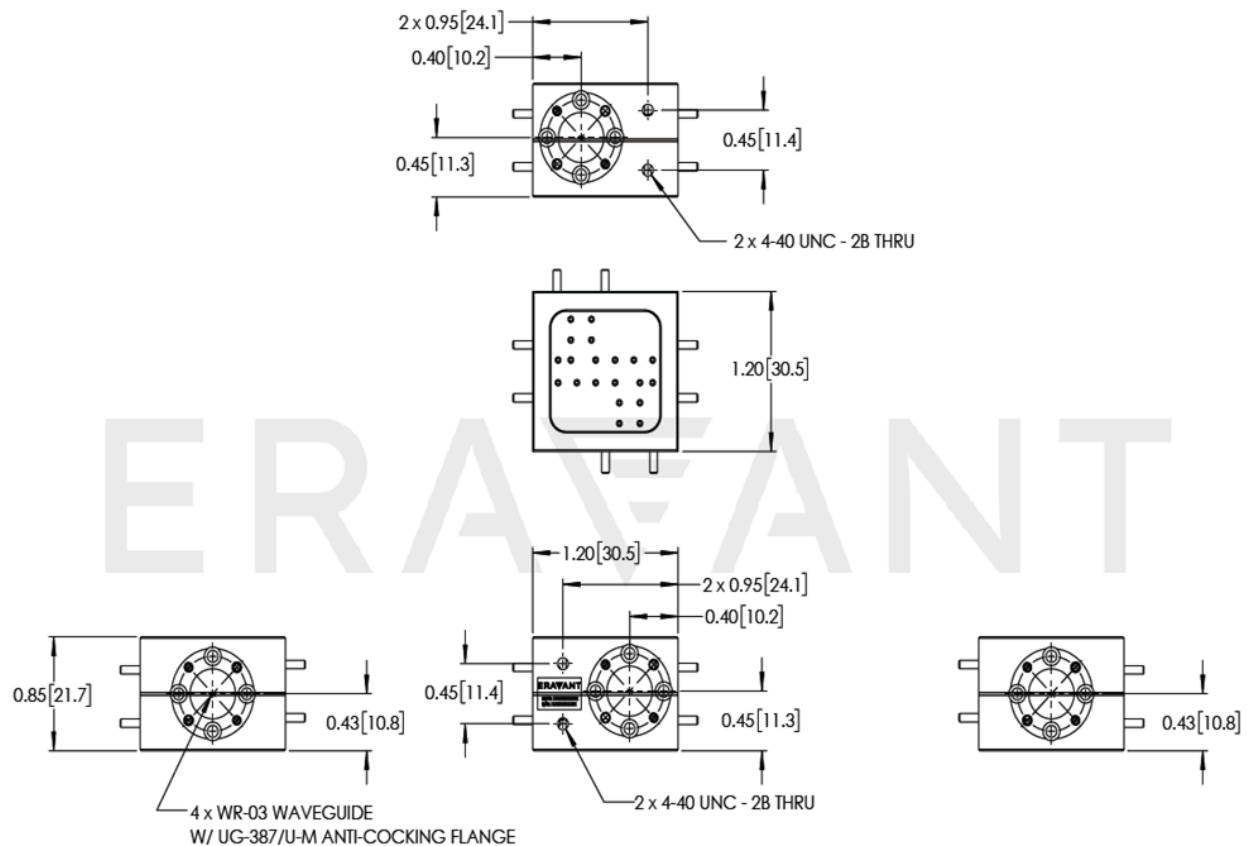 2 x 0.95[24.1]
0.40[10.2]
0.45[11.3]
0.45[11.4]
2 x 4-40 UNC - 2B THRU
1.20[30.5]
ERAVANT
1.20[30.5]
2 x 0.95[24.1]
0.40[10.2]
0.85[21.7]
0.43[10.8]
0.45[11.4]
ERAVANT
0.45[11.3]
0.43[10.8]
2 x 4-40 UNC - 2B THRU
4 x WR-03 WAVEGUIDE
W/ UG-387/U-M ANTI-COCKING FLANGE